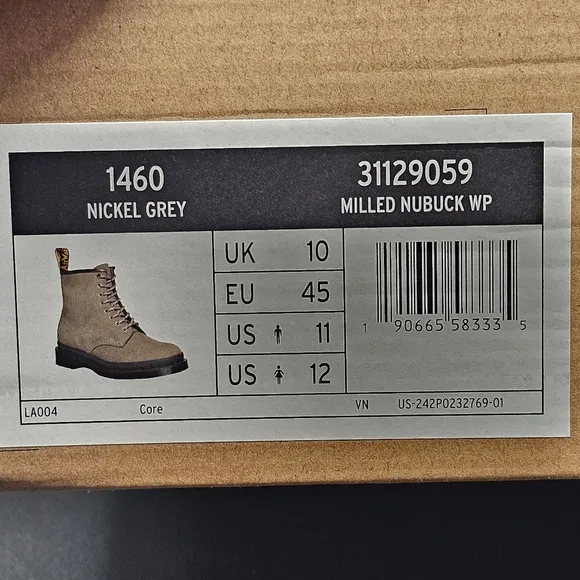 1460
NICKEL GREY
31129059
MILLED NUBUCK WP
UK 10
EU 45
US 11
US 12
1 90665 58333 5
LA004 Core VN US-242P0232769-01